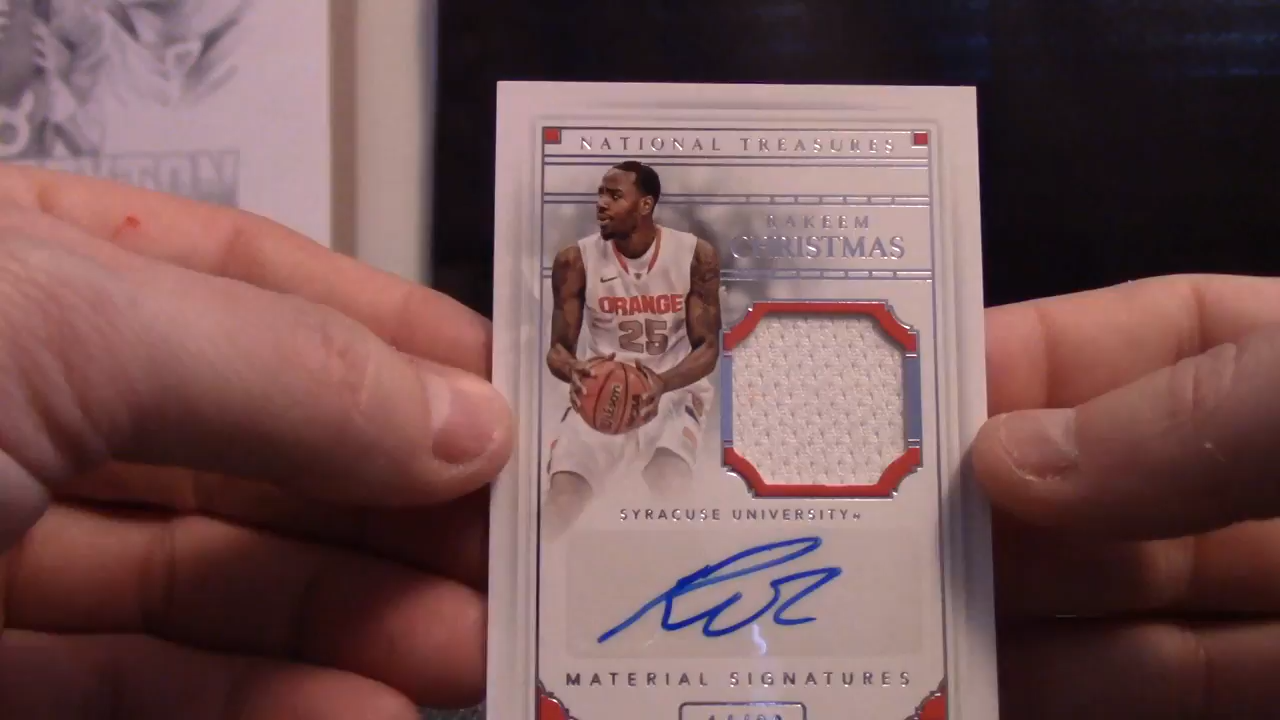 NATIONAL TREASURES
RAKEEM
CHRISTMAS
ORANGE
25
Wilson
SYRACUSE UNIVERSITY®
MATERIAL SIGNATURES